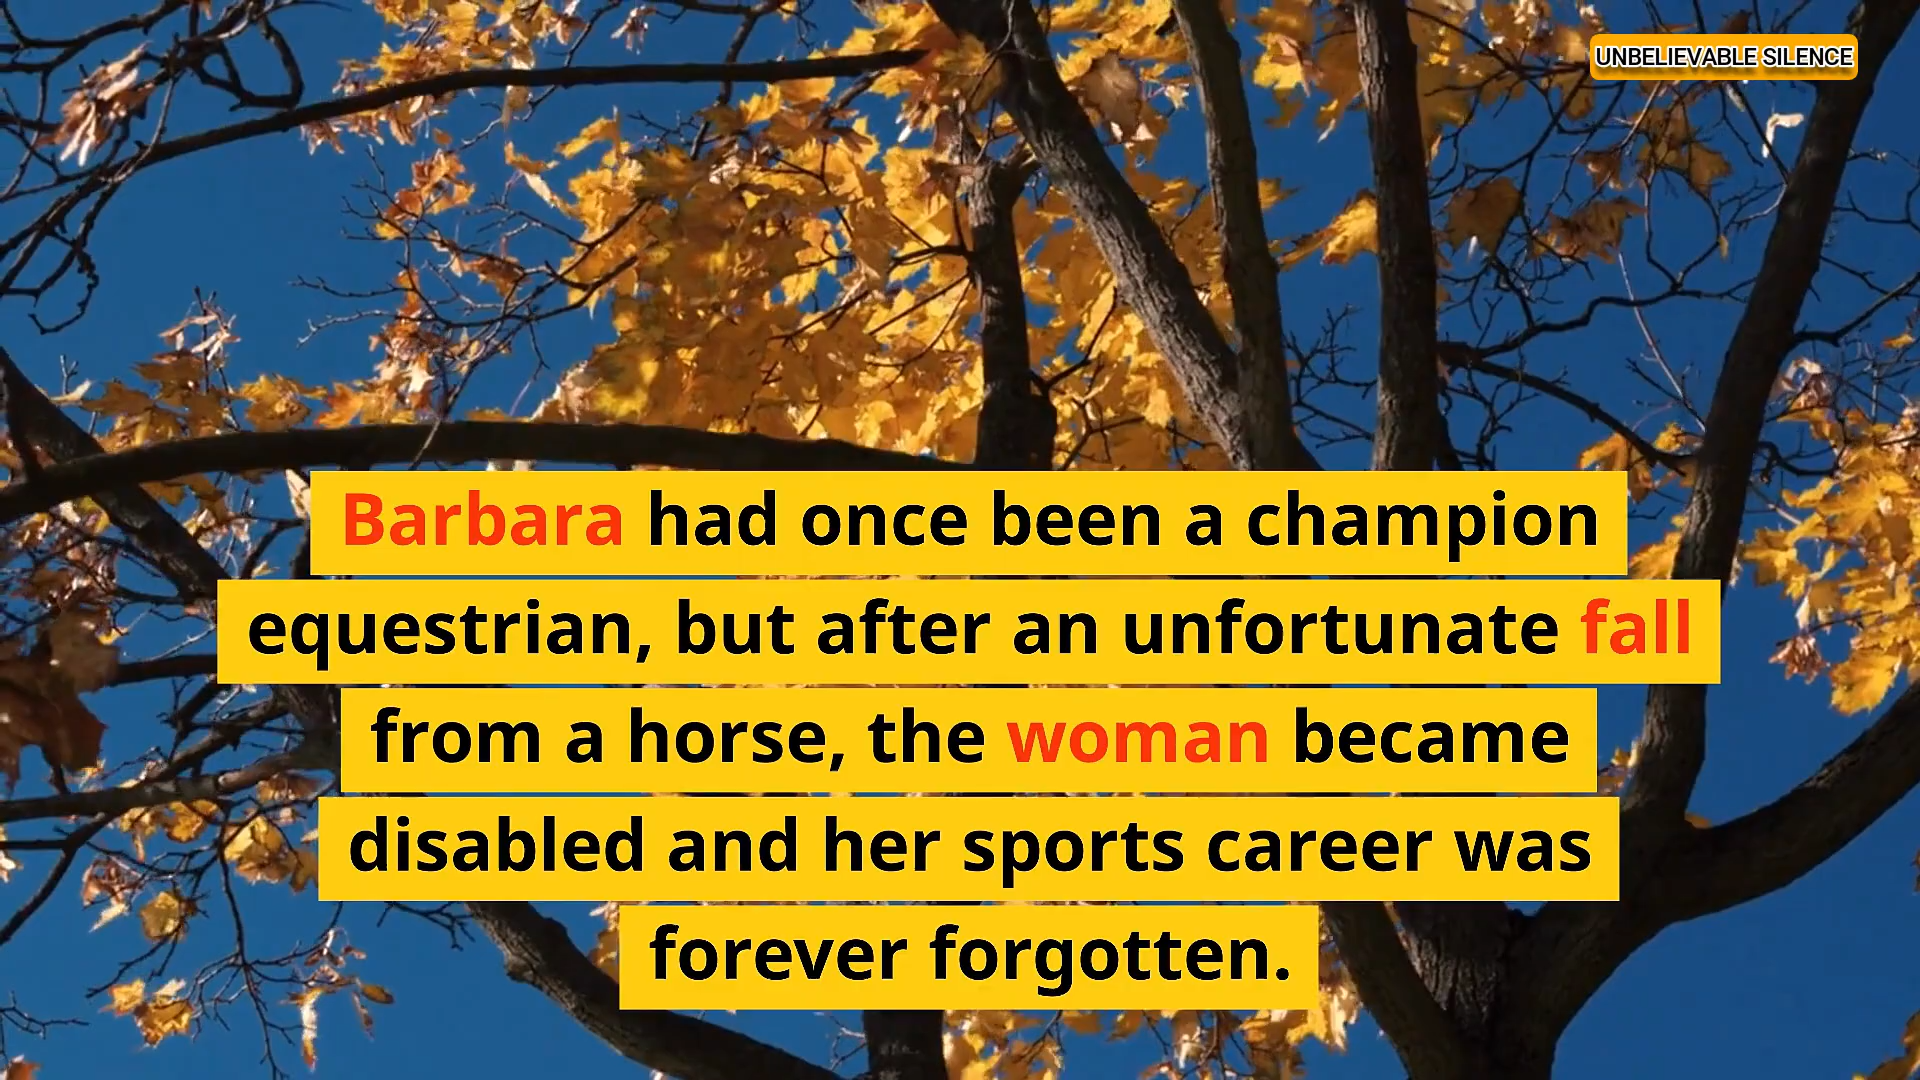 UNBELIEVABLE SILENCE
Barbara had once been a champion
equestrian, but after an unfortunate fall
from a horse, the woman became
disabled and her sports career was
forever forgotten.